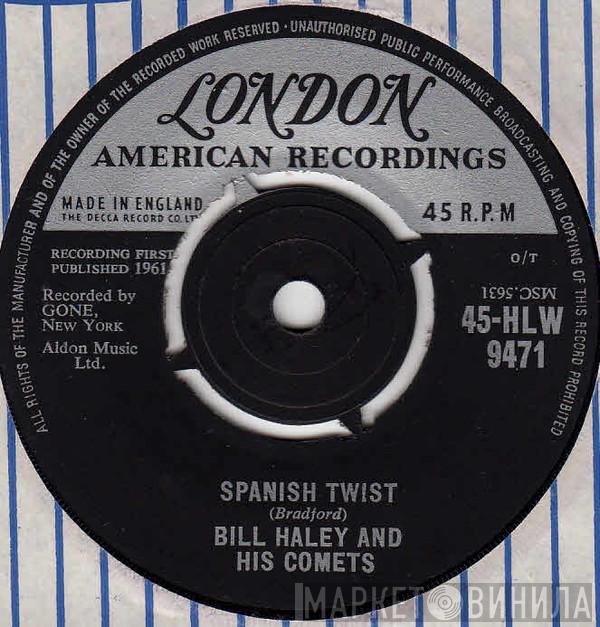 ALL RIGHTS OF THE MANUFACTURER AND OF THE OWNER OF THE RECORDED WORK RESERVED · UNAUTHORISED PUBLIC PERFORMANCE BROADCASTING AND COPYING OF THIS RECORD PROHIBITED
LONDON
AMERICAN RECORDINGS
MADE IN ENGLAND
THE DECCA RECORD CO. LTD
45 R.P.M
RECORDING FIRST
PUBLISHED 1961
O/T
Recorded by
GONE,
NEW YORK
MSC.5631
45-HLW
9471
Aldon Music
Ltd.
SPANISH TWIST
(Bradford)
BILL HALEY AND
HIS COMETS
МАРКЕТ ВИНИЛА